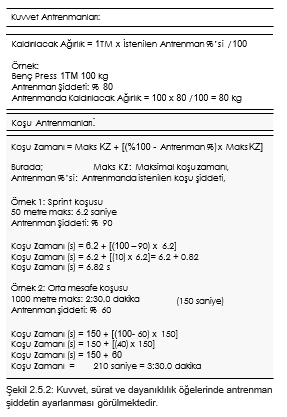 Kuvvet Antrenmanları:
Kaldırılacak Ağırlık = 1TM x İstenilen Antrenman %'si /100
Örnek:
Benç Press 1TM 100 kg
Antrenman Şiddeti: % 80
Antrenmanda Kaldırılacak Ağırlık = 100 x 80 /100 = 80 kg
Koşu Antrenmanları:
Koşu Zamanı = Maks KZ + [(%100 - Antrenman %)x Maks KZ]
Burada; Maks KZ: Maksimal koşu zamanı,
Antrenman %'si: Antrenmanda istenilen koşu şiddeti,
Örnek 1: Sprint koşusu
50 metre maks: 6.2 saniye
Antrenman Şiddeti: % 90
Koşu Zamanı (s) = 6.2 + [(100 – 90) x 6.2]
Koşu Zamanı (s) = 6.2 + [(10) x 6.2]= 6.2 + 0.82
Koşu Zamanı (s) = 6.82 s
Örnek 2: Orta mesafe koşusu
1000 metre maks: 2:30.0 dakika (150 saniye)
Antrenman şiddeti: % 60
Koşu Zamanı (s) = 150 + [(100- 60) x 150]
Koşu Zamanı (s) = 150 + [(40) x 150]
Koşu Zamanı (s) = 150 + 60
Koşu Zamanı = 210 saniye = 3:30.0 dakika
Şekil 2.5.2: Kuvvet, sürat ve dayanıklılık öğelerinde antrenman
şiddetin ayarlanması görülmektedir.